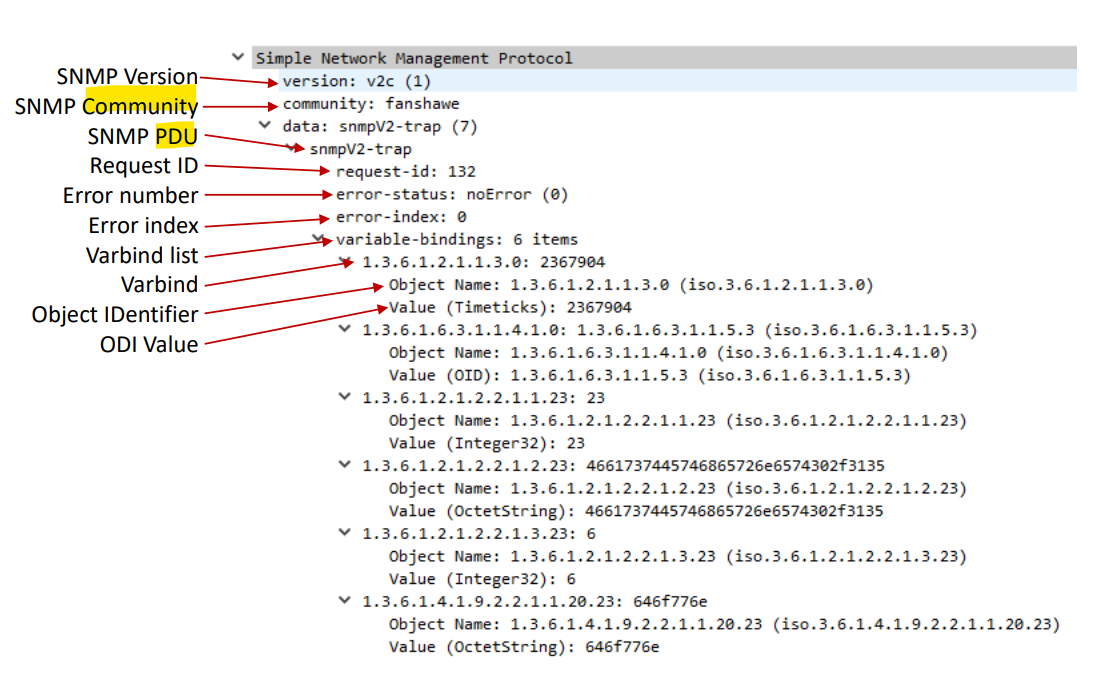 Simple Network Management Protocol
SNMP Version
version: v2c (1)
SNMP Community
community: fanshawe
data: snmpV2-trap (7)
SNMP PDU
snmpV2-trap
Request ID
request-id: 132
Error number
error-status: noError (0)
Error index
error-index: 0
Varbind list
variable-bindings: 6 items
Varbind
1.3.6.1.2.1.1.3.0: 2367904
Object IDentifier
Object Name: 1.3.6.1.2.1.1.3.0 (iso.3.6.1.2.1.1.3.0)
ODI Value
Value (Timeticks): 2367904
1.3.6.1.6.3.1.1.4.1.0: 1.3.6.1.6.3.1.1.5.3 (iso.3.6.1.6.3.1.1.5.3)
Object Name: 1.3.6.1.6.3.1.1.4.1.0 (iso.3.6.1.6.3.1.1.4.1.0)
Value (OID): 1.3.6.1.6.3.1.1.5.3 (iso.3.6.1.6.3.1.1.5.3)
1.3.6.1.2.1.2.2.1.1.23: 23
Object Name: 1.3.6.1.2.1.2.2.1.1.23 (iso.3.6.1.2.1.2.2.1.1.23)
Value (Integer32): 23
1.3.6.1.2.1.2.2.1.2.23: 4661737445746865726e6574302f3135
Object Name: 1.3.6.1.2.1.2.2.1.2.23 (iso.3.6.1.2.1.2.2.1.2.23)
Value (OctetString): 4661737445746865726e6574302f3135
1.3.6.1.2.1.2.2.1.3.23: 6
Object Name: 1.3.6.1.2.1.2.2.1.3.23 (iso.3.6.1.2.1.2.2.1.3.23)
Value (Integer32): 6
1.3.6.1.4.1.9.2.2.1.1.20.23: 646f776e
Object Name: 1.3.6.1.4.1.9.2.2.1.1.20.23 (iso.3.6.1.4.1.9.2.2.1.1.20.23)
Value (OctetString): 646f776e